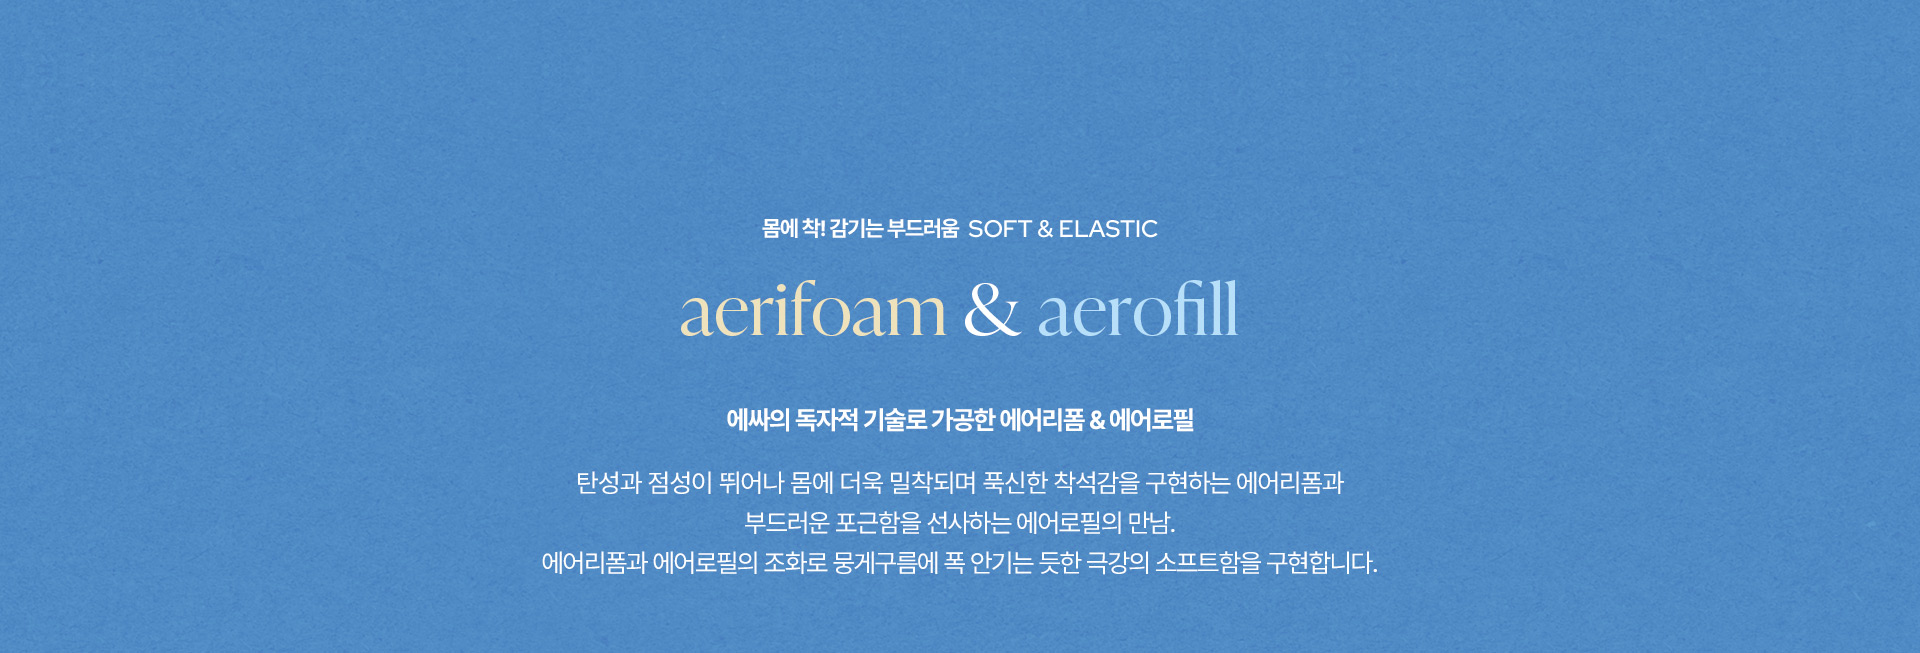 몸에 착! 감기는 부드러움 SOFT & ELASTIC
aerifoam & aerofill
에싸의 독자적 기술로 가공한 에어리폼 & 에어로필
탄성과 점성이 뛰어나 몸에 더욱 밀착되며 푹신한 착석감을 구현하는 에어리폼과
부드러운 포근함을 선사하는 에어로필의 만남.
에어리폼과 에어로필의 조화로 뭉게구름에 폭 안기는 듯한 극강의 소프트함을 구현합니다.